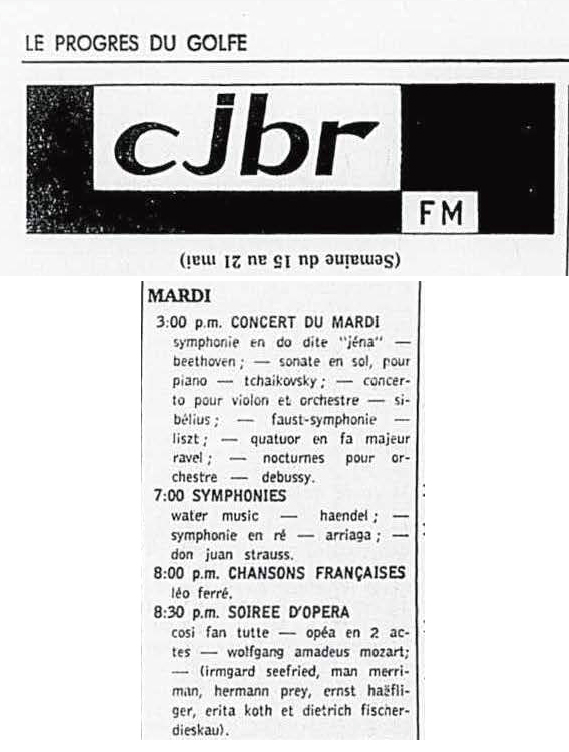 LE PROGRES DU GOLFE
cjbr
FM
(Semaine du 15 au 21 mai)
MARDI
3:00 p.m. CONCERT DU MARDI
symphonie en do dite "jéna" —
beethoven; — sonate en sol, pour
piano — tchaikovsky; — concer-
to pour violon et orchestre — si-
bélius; — faust-symphonie —
liszt; — quatuor en fa majeur
ravel; — nocturnes pour or-
chestre — debussy.
7:00 SYMPHONIES
water music — haendel; —
symphonie en ré — arriaga; —
don juan strauss.
8:00 p.m. CHANSONS FRANÇAISES
léo ferré.
8:30 p.m. SOIREE D'OPERA
cosi fan tutte — opéa en 2 ac-
tes — wolfgang amadeus mozart;
— (irmgard seefried, man merri-
man, hermann prey, ernst haëfli-
ger, erita koth et dietrich fischer-
dieskau).